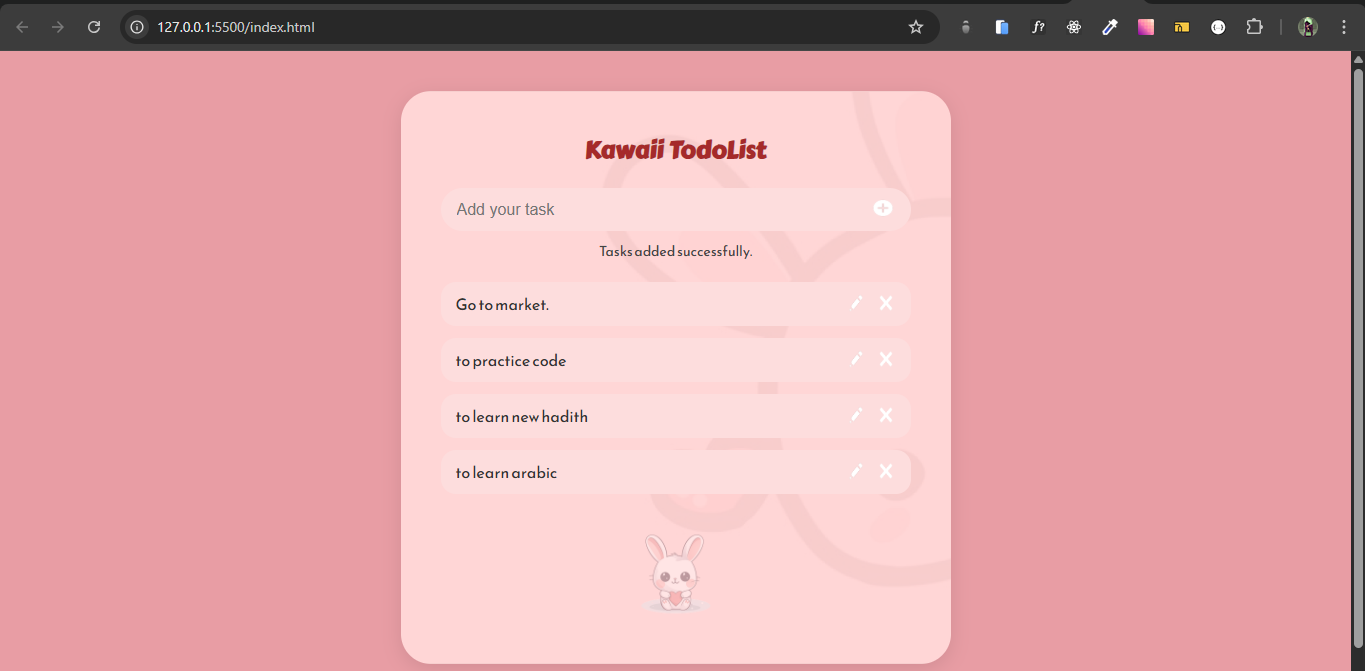 127.0.0.1:5500/index.html
f?
Kawaii TodoList
Add your task
Tasks added successfully.
Go to market.
to practice code
to learn new hadith
to learn arabic